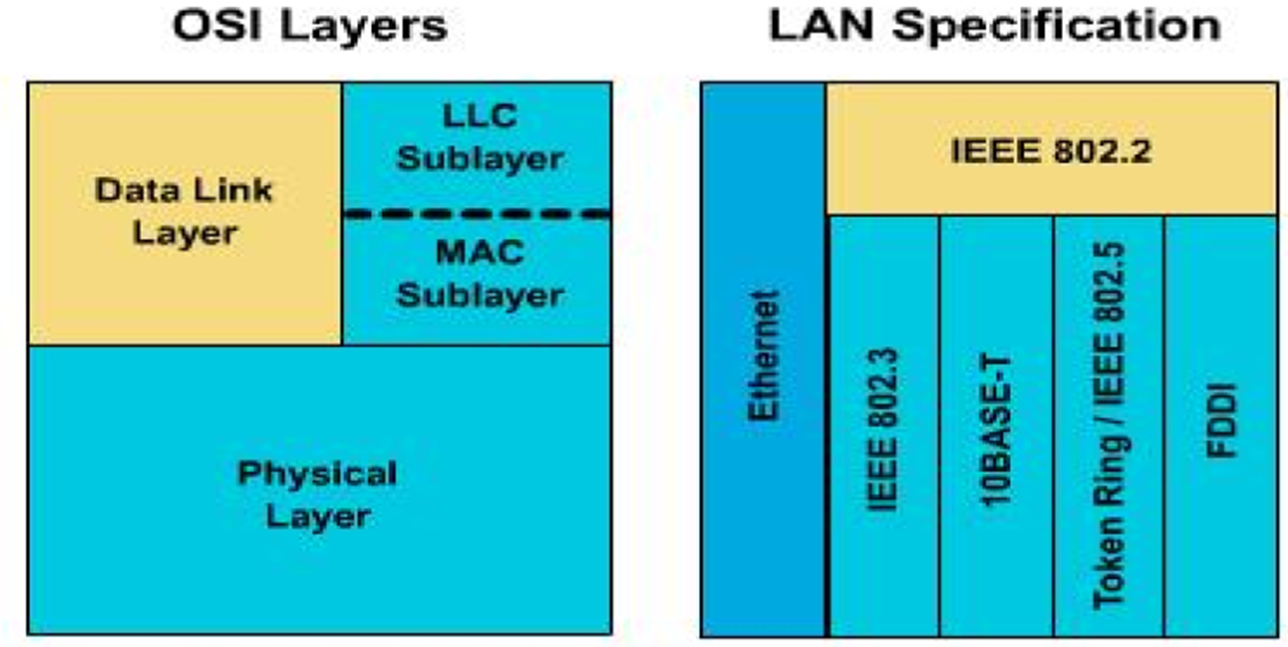 OSI Layers
Data Link
Layer
LLC
Sublayer
MAC
Sublayer
Physical
Layer
LAN Specification
Ethernet
IEEE 802.2
IEEE 802.3
10BASE-T
Token Ring / IEEE 802.5
FDDI